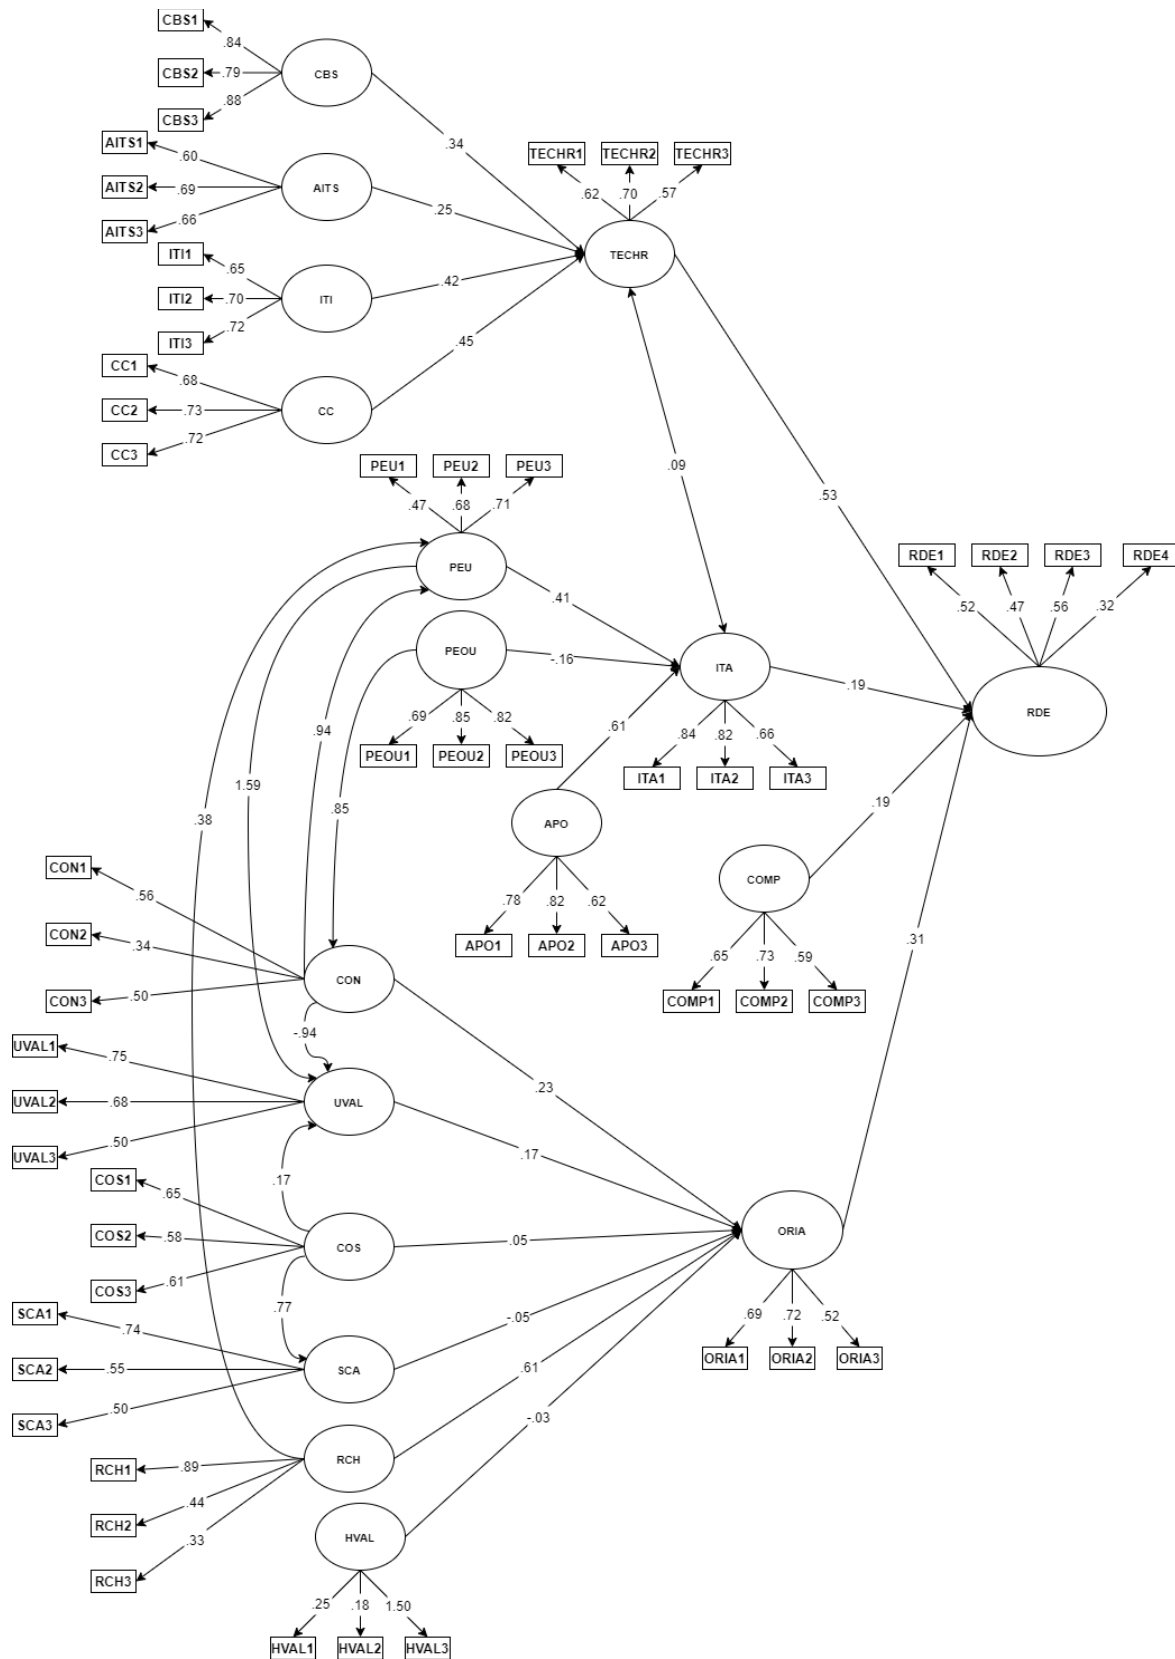 CBS1
.84
CBS2
.79
CBS
.88
CBS3
AITS1
.60
AITS2
.69
AITS
.66
AITS3
.34
.25
TECHR1
TECHR2
TECHR3
.62
.70
.57
TECHR
ITI1
.65
ITI2
.70
ITI
.72
ITI3
.42
CC1
.68
CC2
.73
CC
.72
CC3
.45
.09
.53
PEU1
PEU2
PEU3
.47
.68
.71
PEU
.41
PEOU
-.16
.69
.85
.82
PEOU1
PEOU2
PEOU3
ITA
.19
.84
.82
.66
ITA1
ITA2
ITA3
RDE1
RDE2
RDE3
RDE4
.52
.47
.56
.32
RDE
.61
.94
1.59
.85
.38
APO
.78
.82
.62
APO1
APO2
APO3
.19
COMP
.65
.73
.59
COMP1
COMP2
COMP3
.31
CON1
.56
CON2
.34
CON
CON3
.50
-.94
.23
UVAL1
.75
UVAL2
.68
UVAL
UVAL3
.50
.17
.17
COS1
.65
COS2
.58
COS
COS3
.61
.05
.77
ORIA
.69
.72
.52
ORIA1
ORIA2
ORIA3
SCA1
.74
SCA2
.55
SCA
SCA3
.50
-.05
.61
-.03
RCH1
.89
RCH
RCH2
.44
RCH3
.33
HVAL
.25
.18
1.50
HVAL1
HVAL2
HVAL3